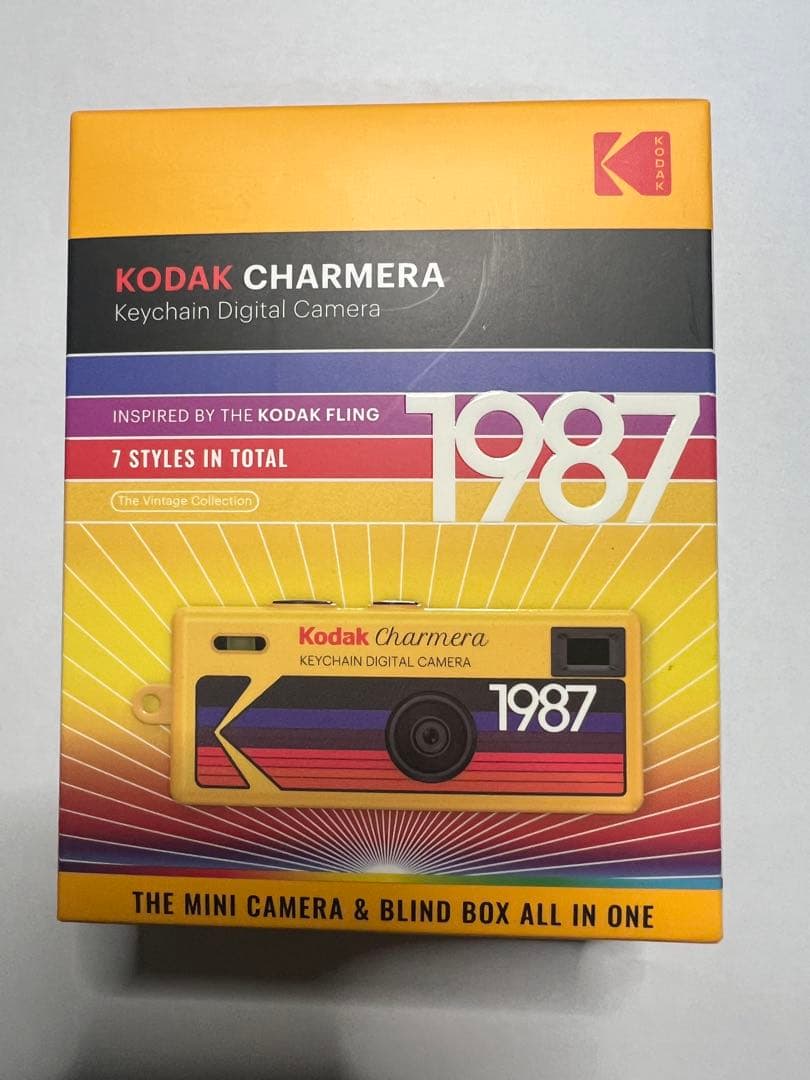 KODAK
KODAK CHARMERA
Keychain Digital Camera
INSPIRED BY THE KODAK FLING
1987
7 STYLES IN TOTAL
The Vintage Collection
Kodak Charmera
KEYCHAIN DIGITAL CAMERA
1987
THE MINI CAMERA & BLIND BOX ALL IN ONE